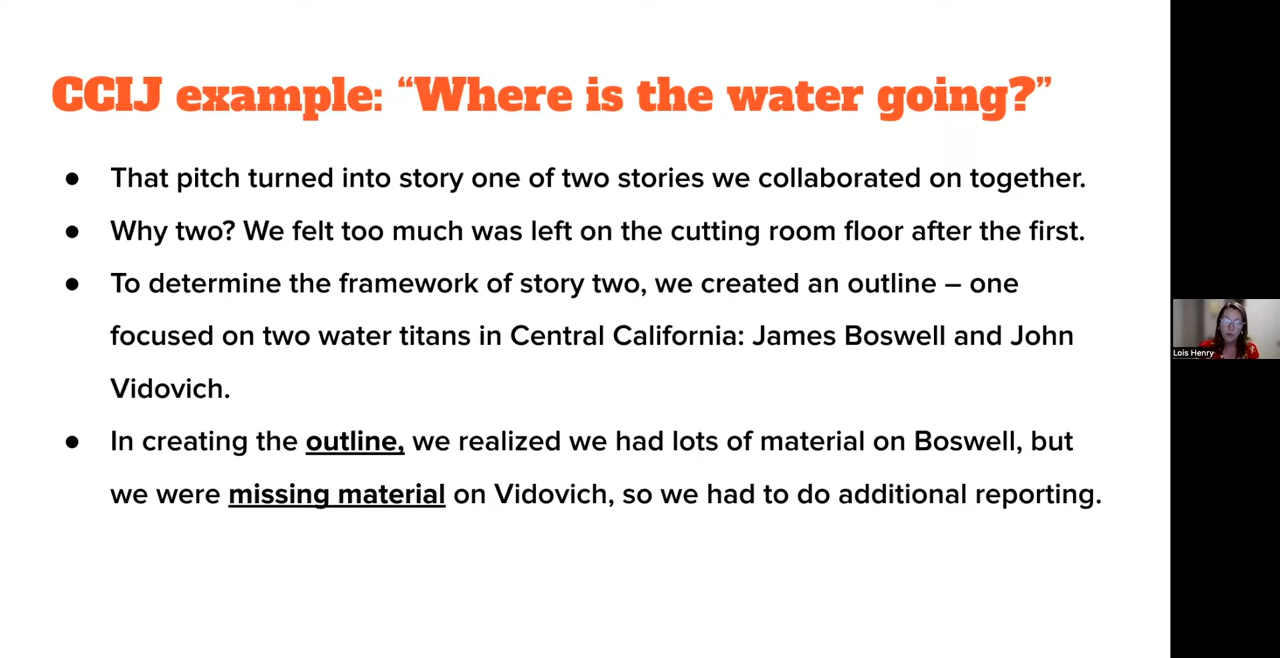 CCIJ example: “Where is the water going?”
● That pitch turned into story one of two stories we collaborated on together.
● Why two? We felt too much was left on the cutting room floor after the first.
● To determine the framework of story two, we created an outline – one
focused on two water titans in Central California: James Boswell and John
Vidovich.
● In creating the outline, we realized we had lots of material on Boswell, but
we were missing material on Vidovich, so we had to do additional reporting.
Lois Henry